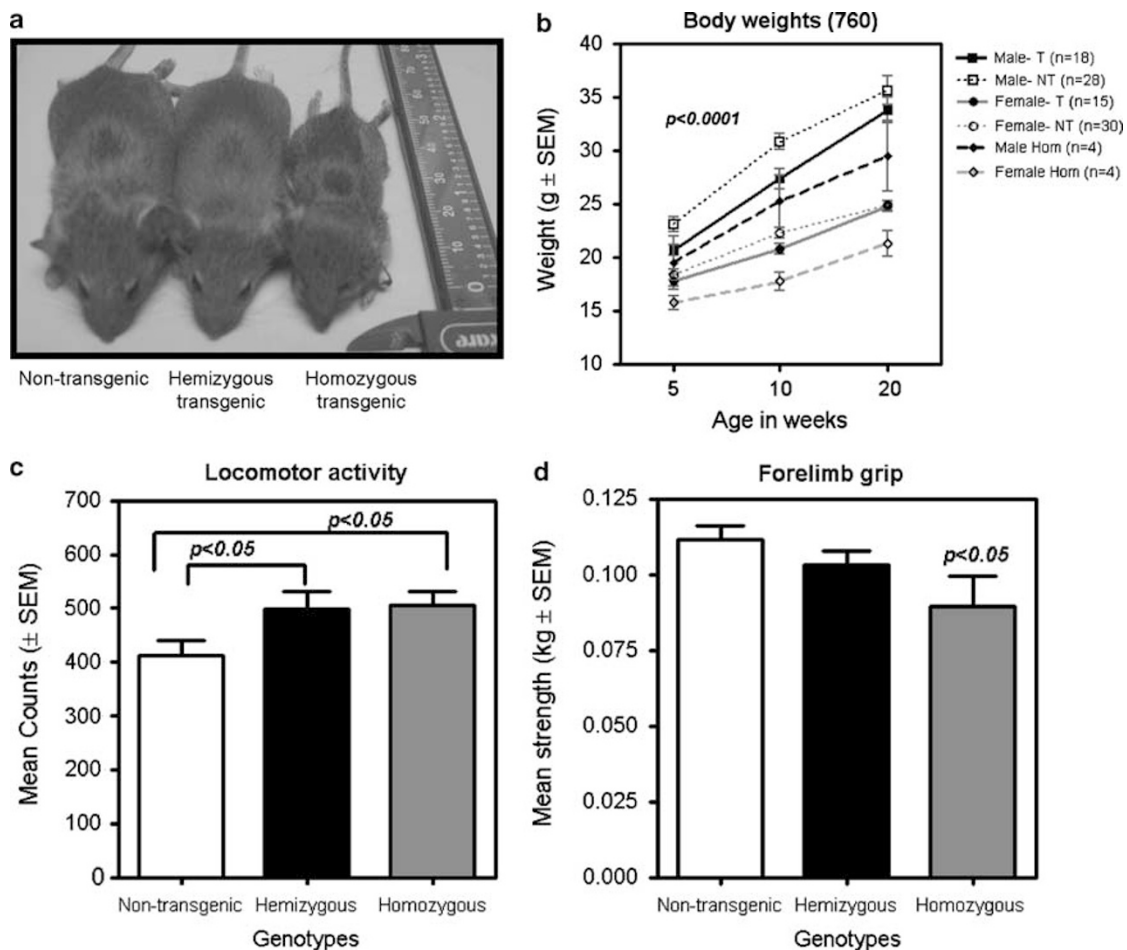 a
Non-transgenic
Hemizygous
transgenic
Homozygous
transgenic
b
Body weights (760)
40
35
30
25
20
15
10
Weight (g ± SEM)
p<0.0001
5
10
20
Age in weeks
Male- T (n=18)
Male- NT (n=28)
Female- T (n=15)
Female- NT (n=30)
Male Hom (n=4)
Female Hom (n=4)
c
Locomotor activity
700
600
500
400
300
200
100
0
Mean Counts (± SEM)
p<0.05
p<0.05
Non-transgenic
Hemizygous
Homozygous
Genotypes
d
Forelimb grip
0.125
0.100
0.075
0.050
0.025
0.000
Mean strength (kg ± SEM)
p<0.05
Non-transgenic
Hemizygous
Homozygous
Genotypes